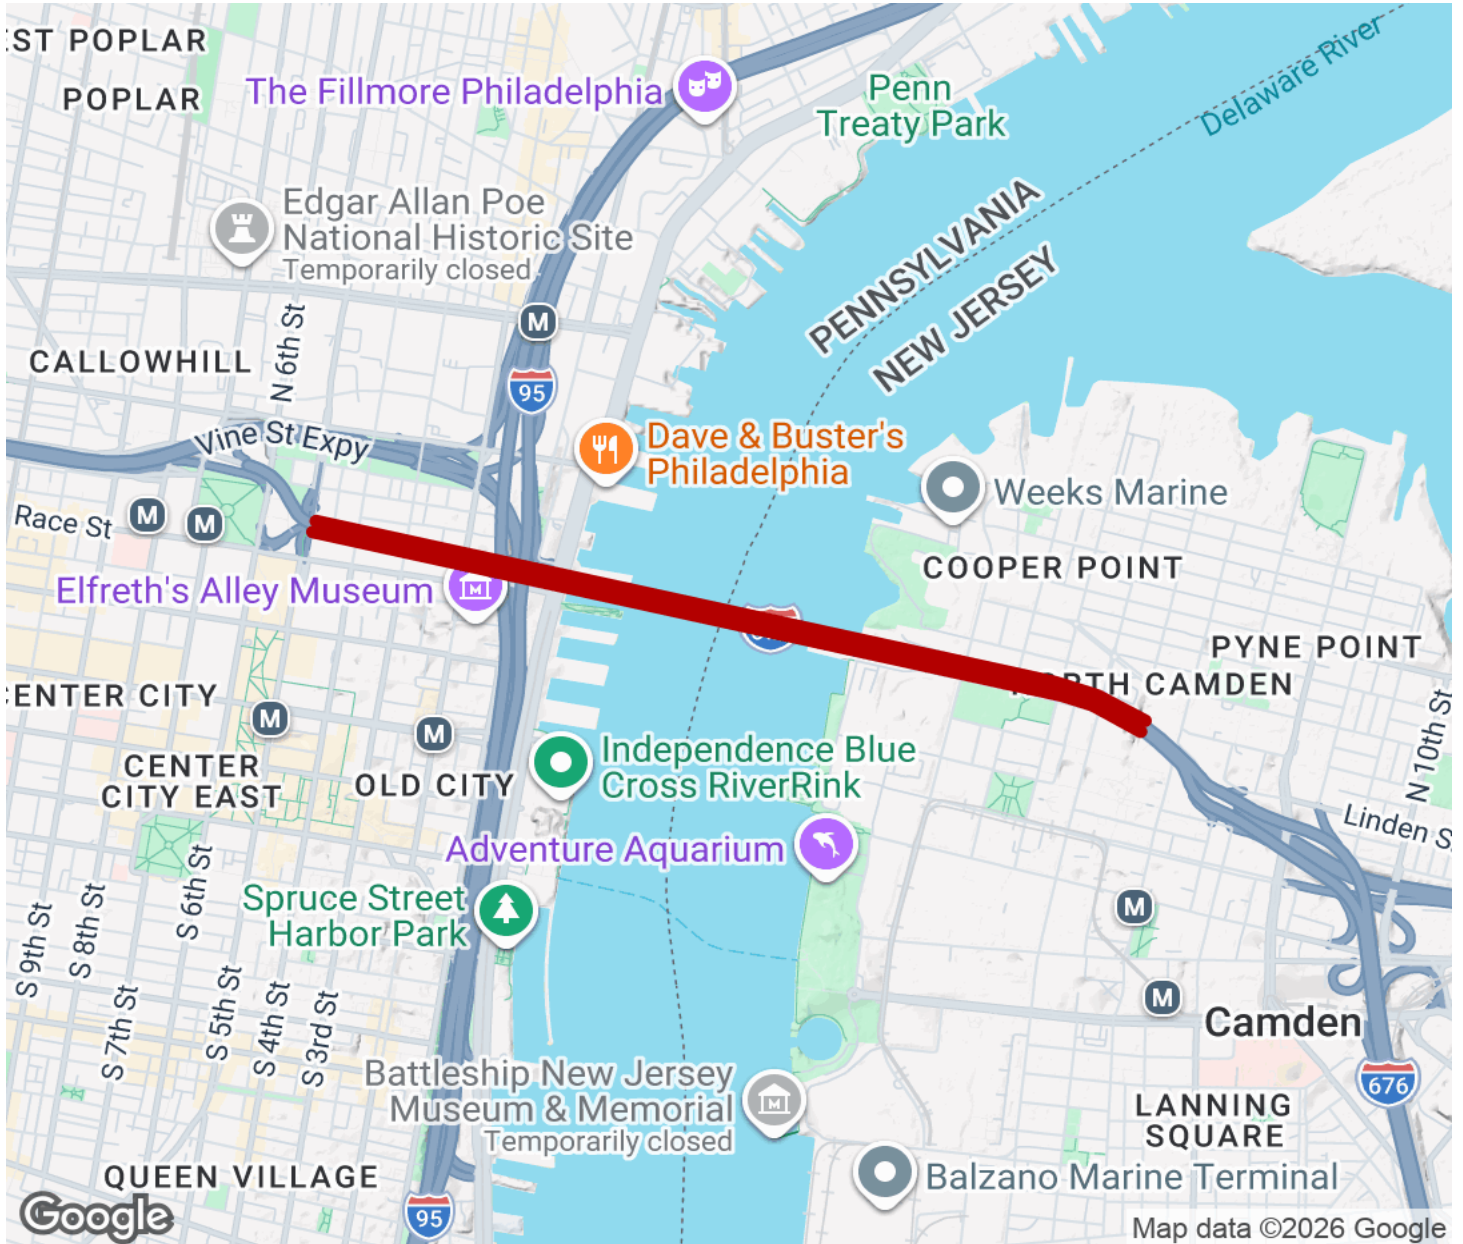 EST POPLAR
POPLAR
The Fillmore Philadelphia
Penn
Treaty Park
Delaware River
Edgar Allan Poe
National Historic Site
Temporarily closed
PENNSYLVANIA
NEW JERSEY
M
95
N 6th St
CALLOWHILL
Vine St Expy
Dave & Buster's
Philadelphia
Weeks Marine
Race St
M
M
COOPER POINT
Elfreth's Alley Museum
M
PYNE POINT
NORTH CAMDEN
CENTER CITY
M
M
N 10th St
CENTER
CITY EAST
OLD CITY
Independence Blue
Cross RiverRink
Linden S
Adventure Aquarium
S 6th St
S 8th St
S 9th St
Spruce Street
Harbor Park
M
S 5th St
S 4th St
S 3rd St
S 7th St
M
Camden
Battleship New Jersey
Museum & Memorial
Temporarily closed
M
676
LANNING
SQUARE
QUEEN VILLAGE
Balzano Marine Terminal
95
Google
Map data ©2026 Google